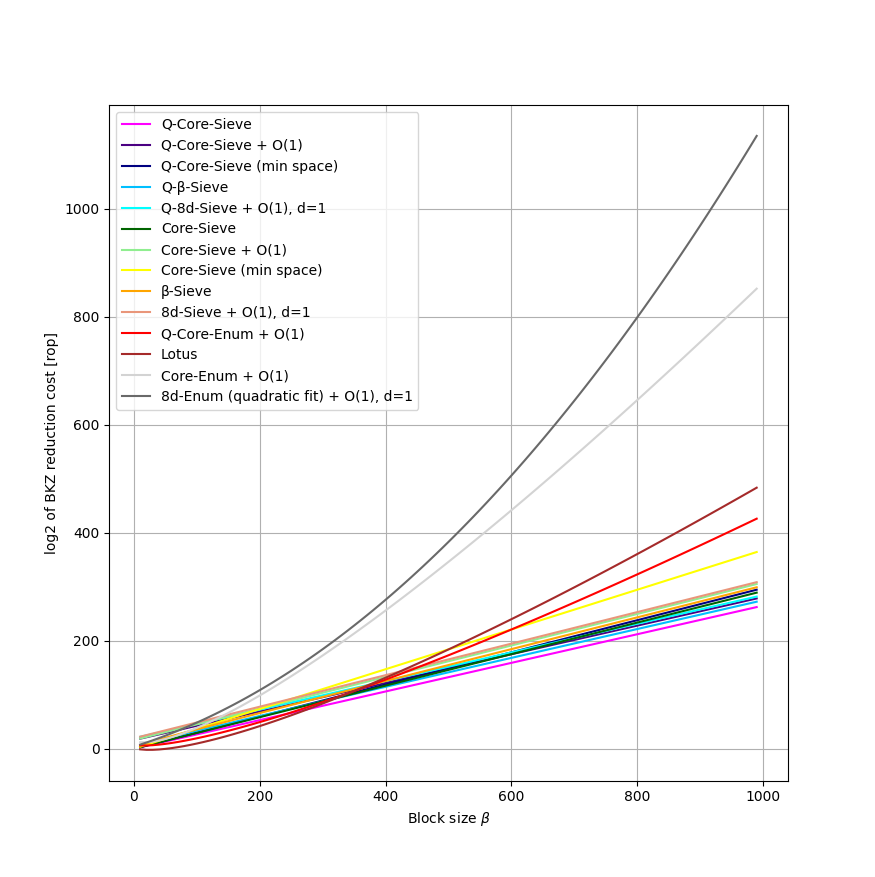 Q-Core-Sieve
Q-Core-Sieve + O(1)
Q-Core-Sieve (min space)
Q-β-Sieve
Q-8d-Sieve + O(1), d=1
Core-Sieve
Core-Sieve + O(1)
Core-Sieve (min space)
β-Sieve
8d-Sieve + O(1), d=1
Q-Core-Enum + O(1)
Lotus
Core-Enum + O(1)
8d-Enum (quadratic fit) + O(1), d=1
log2 of BKZ reduction cost [rop]
1000
800
600
400
200
0
0 200 400 600 800 1000
Block size β